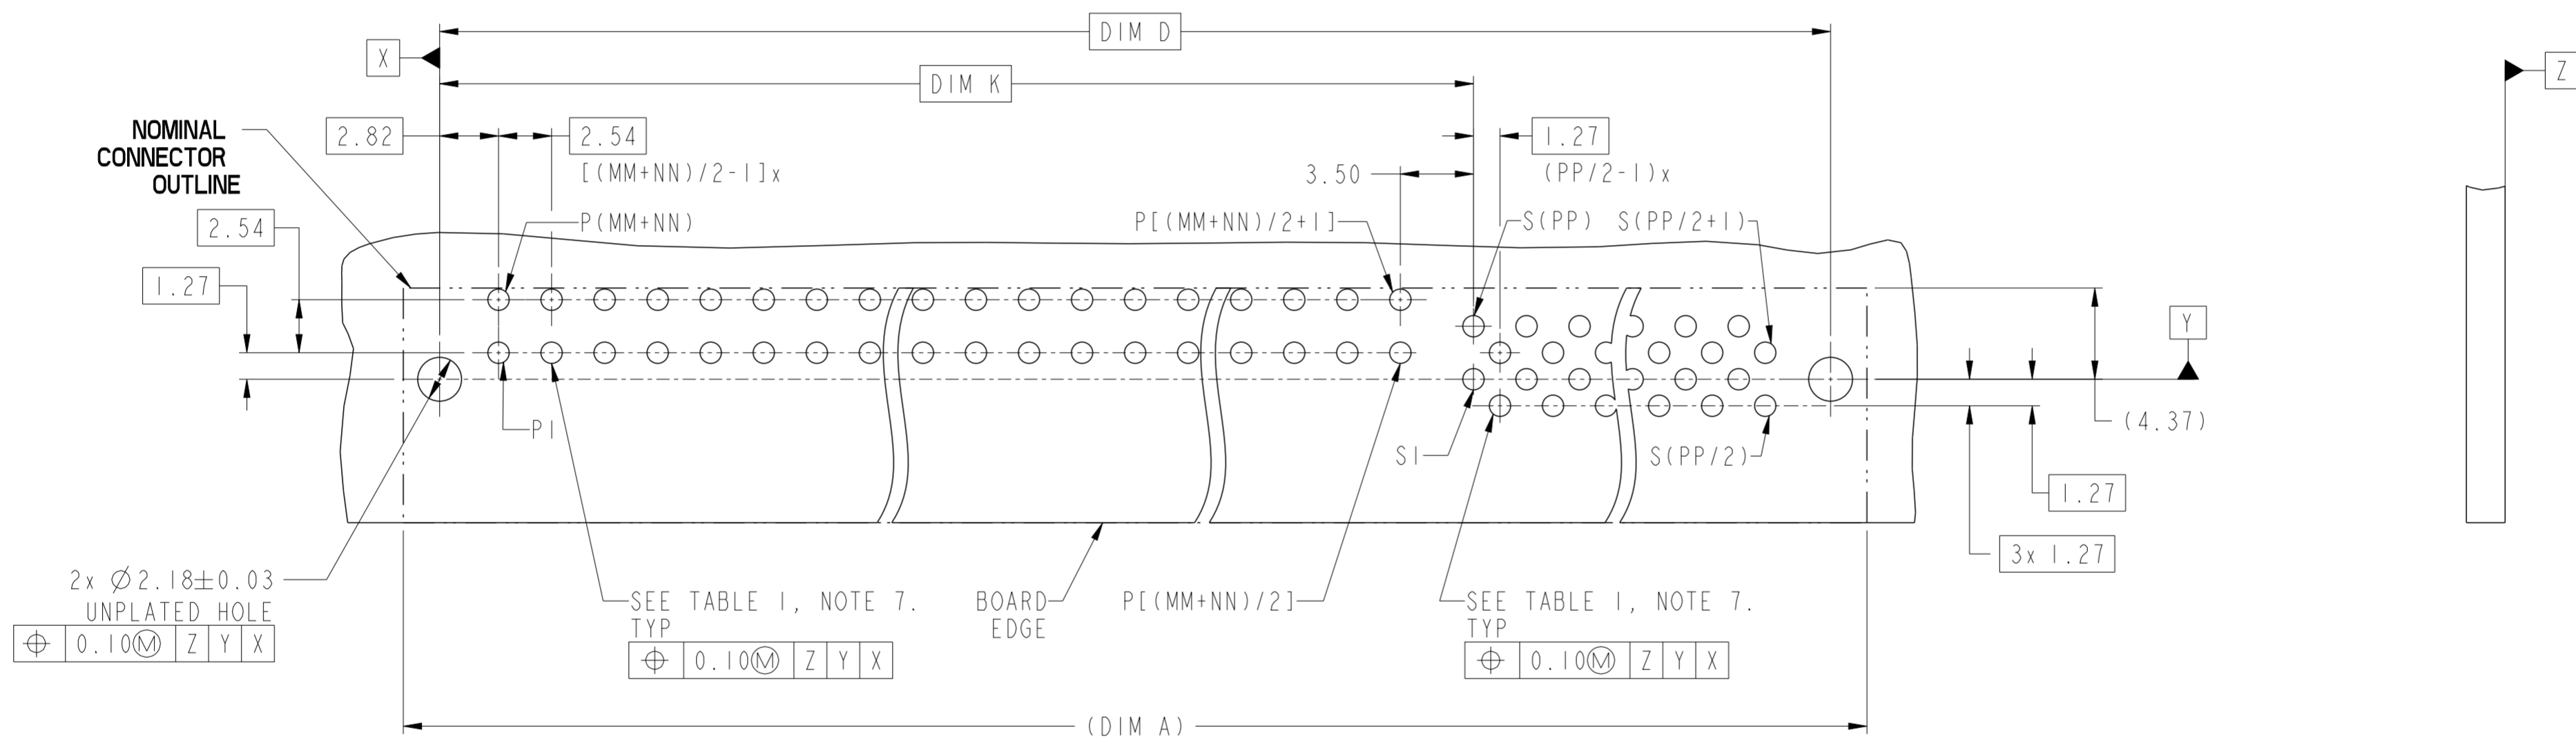 DIM D
X
Z
DIM K
NOMINAL
CONNECTOR
OUTLINE
2.82
2.54
[(MM+NN)/2-1]x
1.27
(PP/2-1)x
3.50
2.54
P(MM+NN)
P[(MM+NN)/2+1]
S(PP)
S(PP/2+1)
1.27
Y
P1
S1
S(PP/2)
(4.37)
1.27
3x 1.27
2x Ø2.18±0.03
UNPLATED HOLE
⌖ 0.10Ⓜ Z Y X
SEE TABLE 1, NOTE 7.
TYP
⌖ 0.10Ⓜ Z Y X
BOARD
EDGE
P[(MM+NN)/2]
SEE TABLE 1, NOTE 7.
TYP
⌖ 0.10Ⓜ Z Y X
(DIM A)